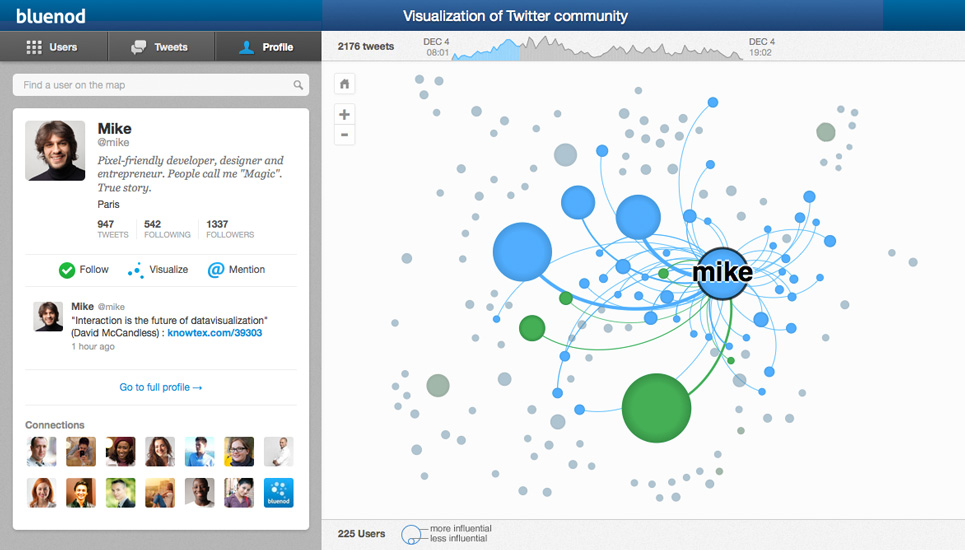 bluenod
Visualization of Twitter community
Users
Tweets
Profile
2176 tweets
DEC 4
08:01
DEC 4
19:02
Find a user on the map
Mike
@mike
Pixel-friendly developer, designer and
entrepreneur. People call me "Magic".
True story.
Paris
947
TWEETS
542
FOLLOWING
1337
FOLLOWERS
Follow
Visualize
@ Mention
Mike @mike
"Interaction is the future of datavisualization"
(David McCandless) : knowtex.com/39303
1 hour ago
Go to full profile →
Connections
bluenod
+
-
mike
225 Users
more influential
less influential